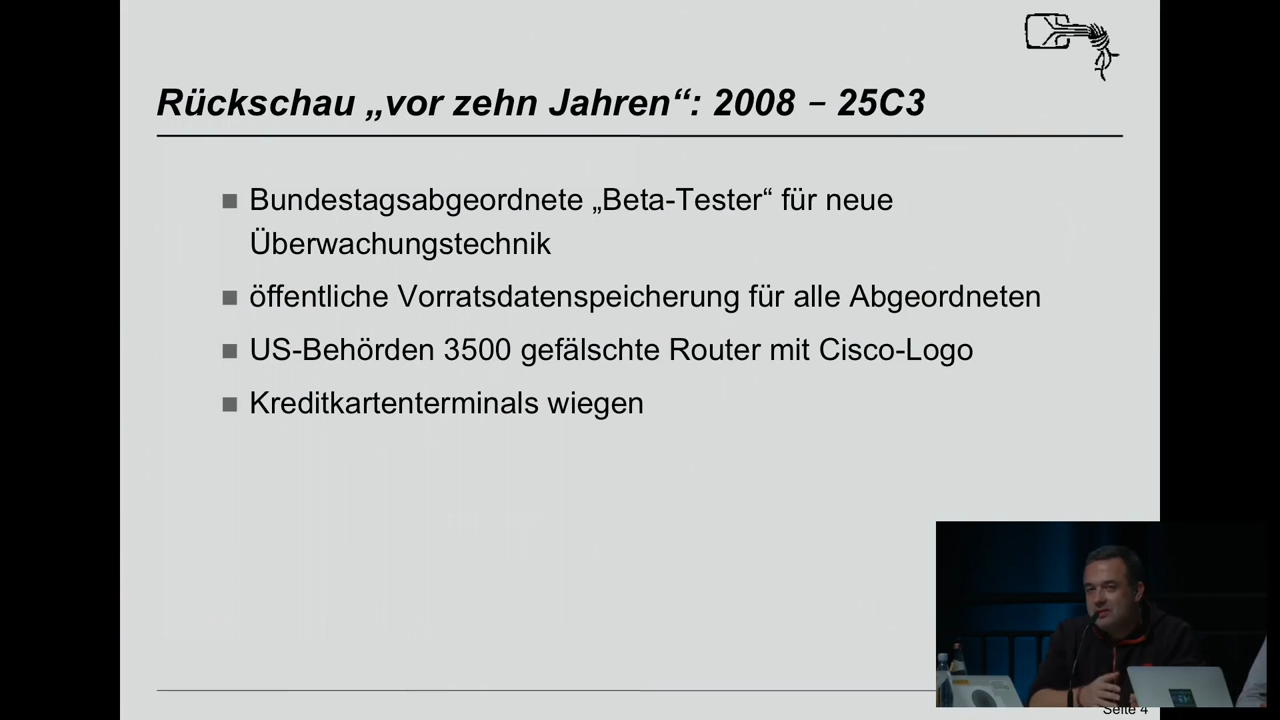 Rückschau „vor zehn Jahren“: 2008 – 25C3
Bundestagsabgeordnete „Beta-Tester“ für neue
Überwachungstechnik
öffentliche Vorratsdatenspeicherung für alle Abgeordneten
US-Behörden 3500 gefälschte Router mit Cisco-Logo
Kreditkartenterminals wiegen
Seite 4